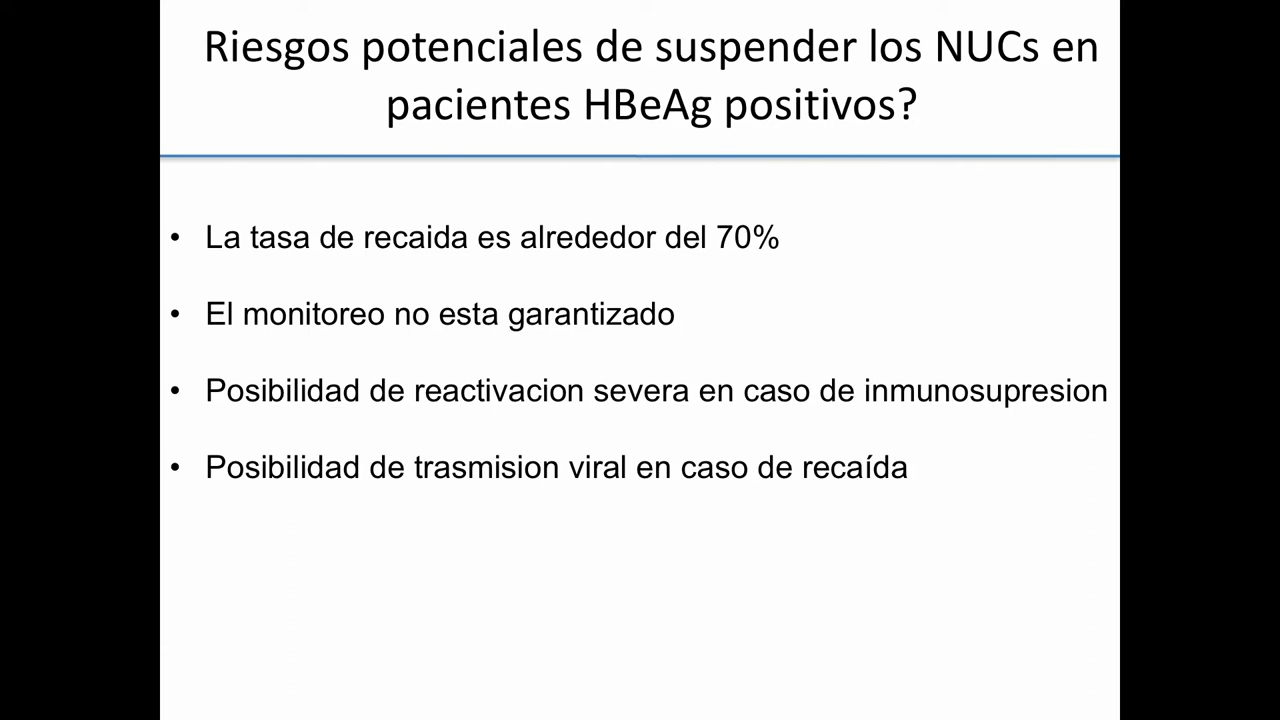 Riesgos potenciales de suspender los NUCs en
pacientes HBeAg positivos?
• La tasa de recaida es alrededor del 70%
• El monitoreo no esta garantizado
• Posibilidad de reactivacion severa en caso de inmunosupresion
• Posibilidad de trasmision viral en caso de recaída